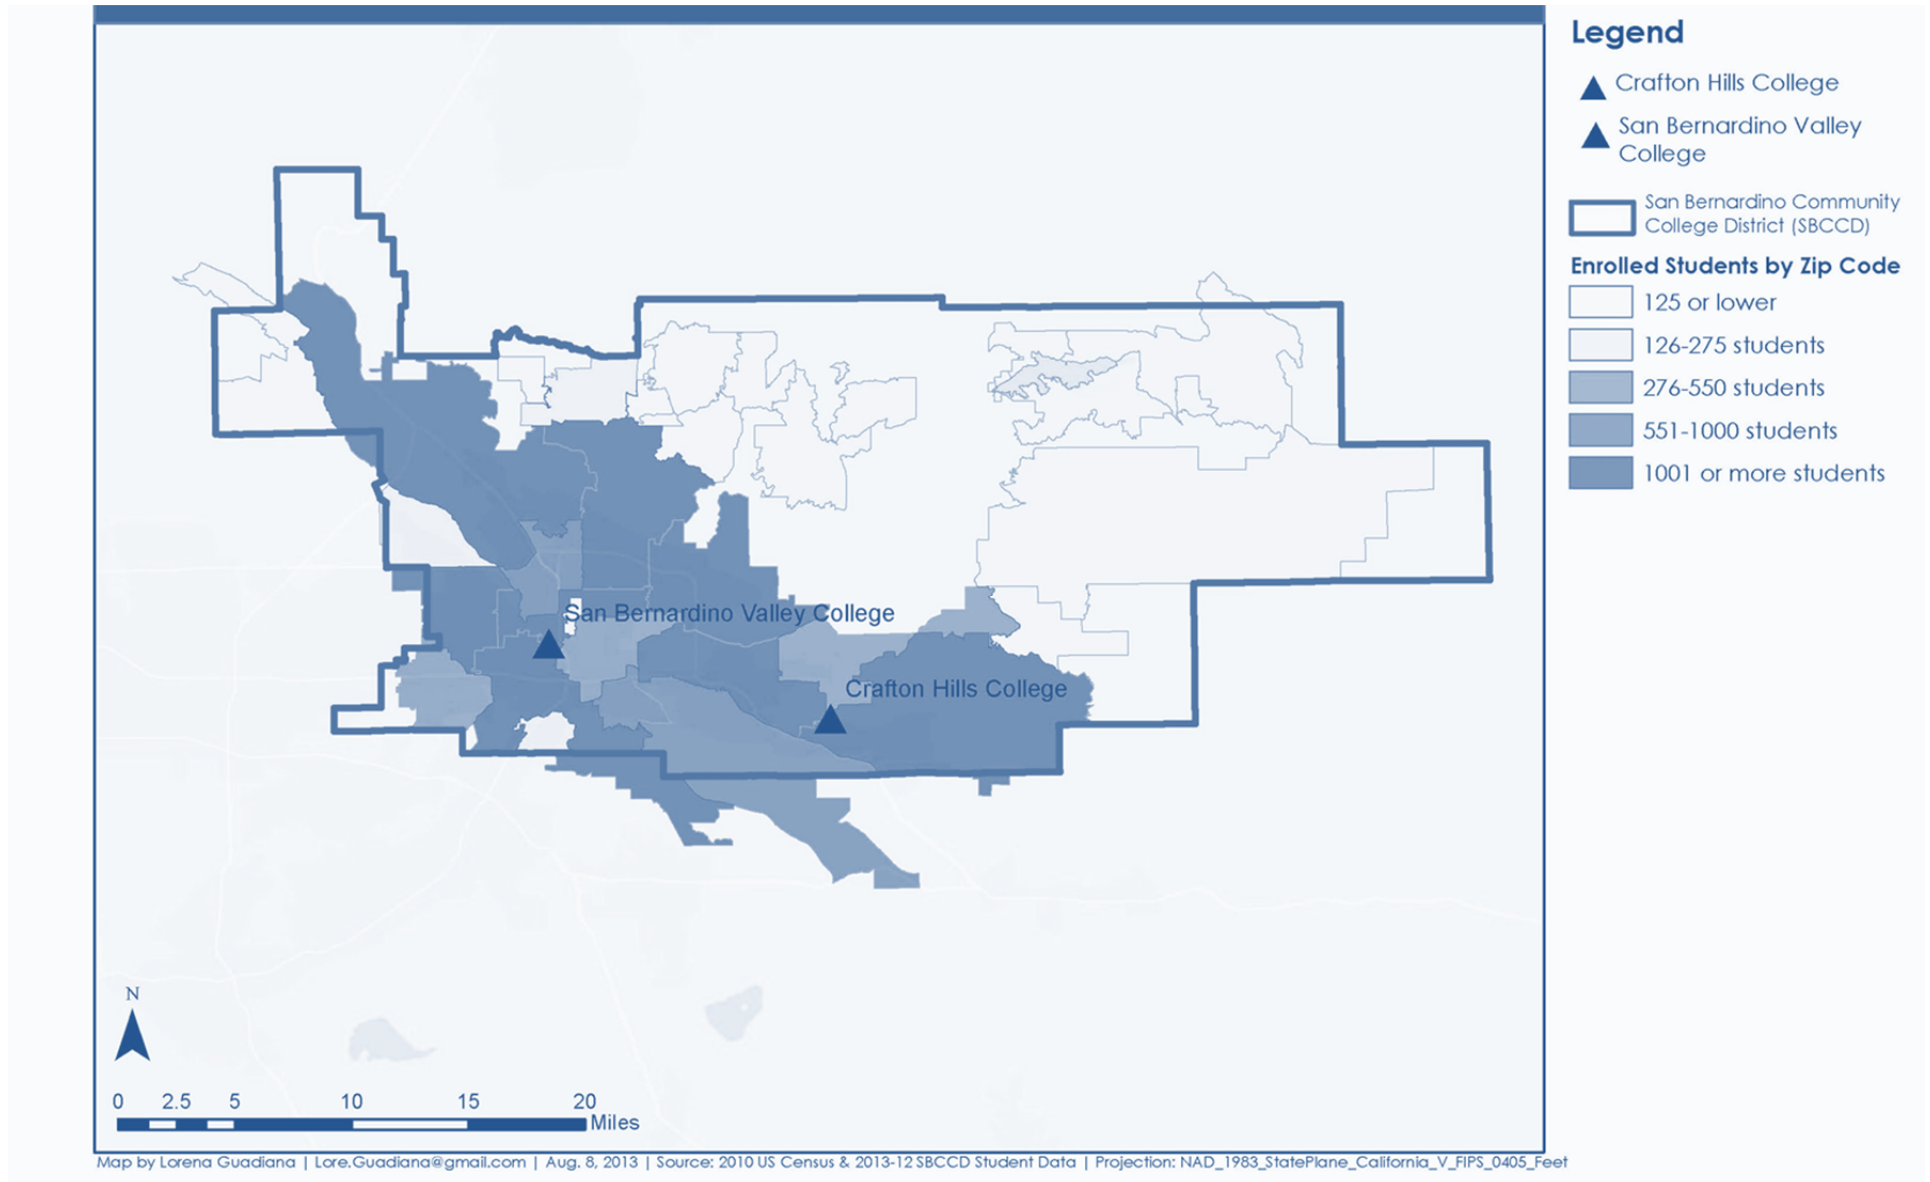 Legend
Crafton Hills College
San Bernardino Valley
College
San Bernardino Community
College District (SBCCD)
Enrolled Students by Zip Code
125 or lower
126-275 students
276-550 students
551-1000 students
1001 or more students
San Bernardino Valley College
Crafton Hills College
N
0 2.5 5 10 15 20
Miles
Map by Lorena Guadiana | Lore.Guadiana@gmail.com | Aug. 8, 2013 | Source: 2010 US Census & 2013-12 SBCCD Student Data | Projection: NAD_1983_StatePlane_California_V_FIPS_0405_Feet